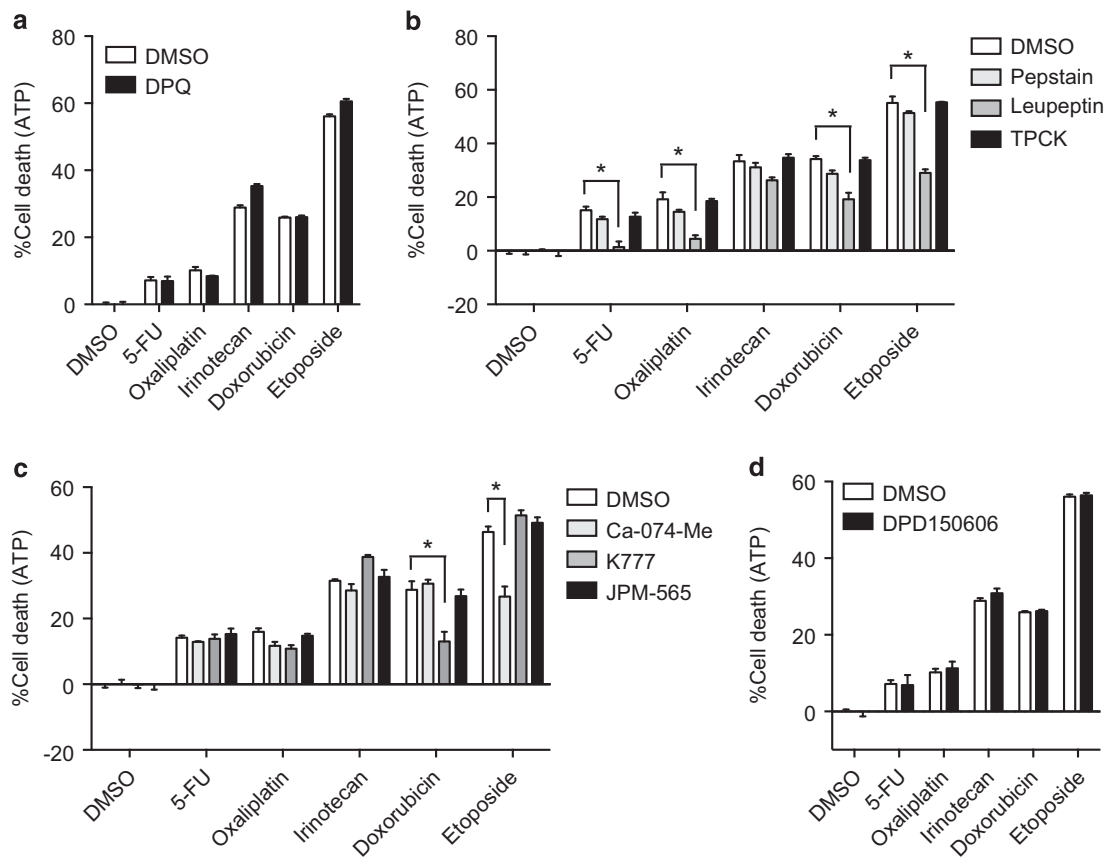 a
80
60
40
20
0
%Cell death (ATP)
DMSO
DPQ
DMSO
5-FU
Oxaliplatin
Irinotecan
Doxorubicin
Etoposide
b
80
60
40
20
0
-20
%Cell death (ATP)
*
*
*
*
DMSO
Pepstain
Leupeptin
TPCK
DMSO
5-FU
Oxaliplatin
Irinotecan
Doxorubicin
Etoposide
c
60
40
20
0
-20
%Cell death (ATP)
*
*
DMSO
Ca-074-Me
K777
JPM-565
DMSO
5-FU
Oxaliplatin
Irinotecan
Doxorubicin
Etoposide
d
60
40
20
0
%Cell death (ATP)
DMSO
DPD150606
DMSO
5-FU
Oxaliplatin
Irinotecan
Doxorubicin
Etoposide